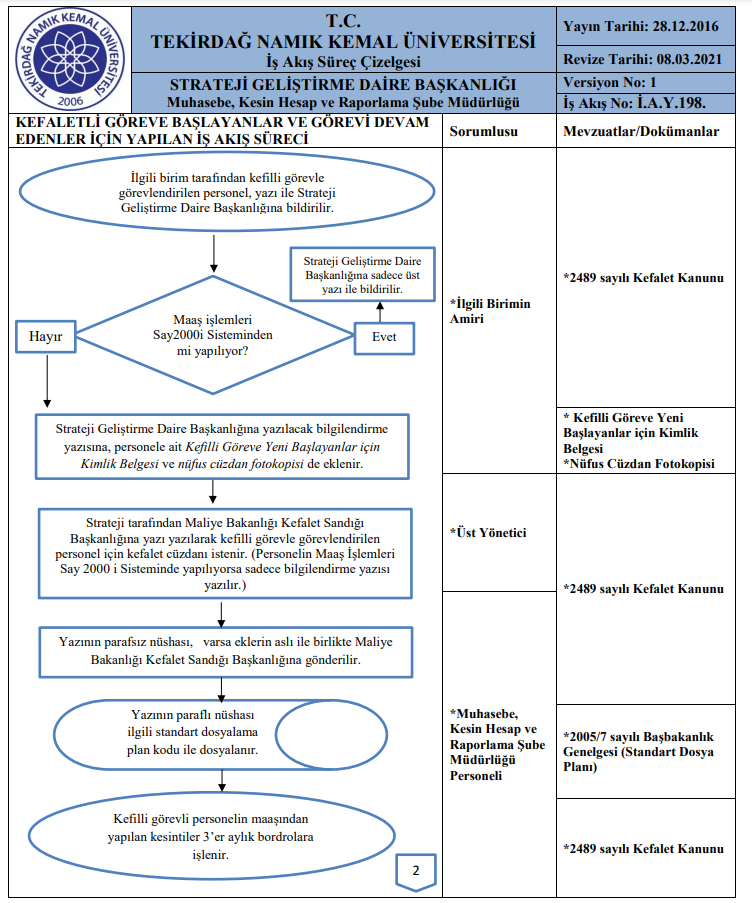 TEKİRDAĞ NAMIK KEMAL ÜNİVERSİTESİ
2006
T.C.
TEKİRDAĞ NAMIK KEMAL ÜNİVERSİTESİ
İş Akış Süreç Çizelgesi
Yayın Tarihi: 28.12.2016
Revize Tarihi: 08.03.2021
STRATEJİ GELİŞTİRME DAİRE BAŞKANLIĞI
Muhasebe, Kesin Hesap ve Raporlama Şube Müdürlüğü
Versiyon No: 1
İş Akış No: İ.A.Y.198.
KEFALETLİ GÖREVE BAŞLAYANLAR VE GÖREVİ DEVAM
EDENLER İÇİN YAPILAN İŞ AKIŞ SÜRECİ
Sorumlusu
Mevzuatlar/Dokümanlar
İlgili birim tarafından kefilli görevle
görevlendirilen personel, yazı ile Strateji
Geliştirme Daire Başkanlığına bildirilir.
Strateji Geliştirme Daire
Başkanlığına sadece üst
yazı ile bildirilir.
Maaş işlemleri
Say2000i Sisteminden
mi yapılıyor?
Hayır
Evet
*İlgili Birimin
Amiri
*2489 sayılı Kefalet Kanunu
Strateji Geliştirme Daire Başkanlığına yazılacak bilgilendirme
yazısına, personele ait Kefilli Göreve Yeni Başlayanlar için
Kimlik Belgesi ve nüfus cüzdan fotokopisi de eklenir.
* Kefilli Göreve Yeni
Başlayanlar için Kimlik
Belgesi
*Nüfus Cüzdan Fotokopisi
Strateji tarafından Maliye Bakanlığı Kefalet Sandığı
Başkanlığına yazı yazılarak kefilli görevle görevlendirilen
personel için kefalet cüzdanı istenir. (Personelin Maaş İşlemleri
Say 2000 i Sisteminde yapılıyorsa sadece bilgilendirme yazısı
yazılır.)
*Üst Yönetici
*2489 sayılı Kefalet Kanunu
Yazının parafsız nüshası, varsa eklerin aslı ile birlikte Maliye
Bakanlığı Kefalet Sandığı Başkanlığına gönderilir.
Yazının paraflı nüshası
ilgili standart dosyalama
plan kodu ile dosyalanır.
*Muhasebe,
Kesin Hesap ve
Raporlama Şube
Müdürlüğü
Personeli
*2005/7 sayılı Başbakanlık
Genelgesi (Standart Dosya
Planı)
Kefilli görevli personelin maaşından
yapılan kesintiler 3’er aylık bordrolara
işlenir.
2
*2489 sayılı Kefalet Kanunu